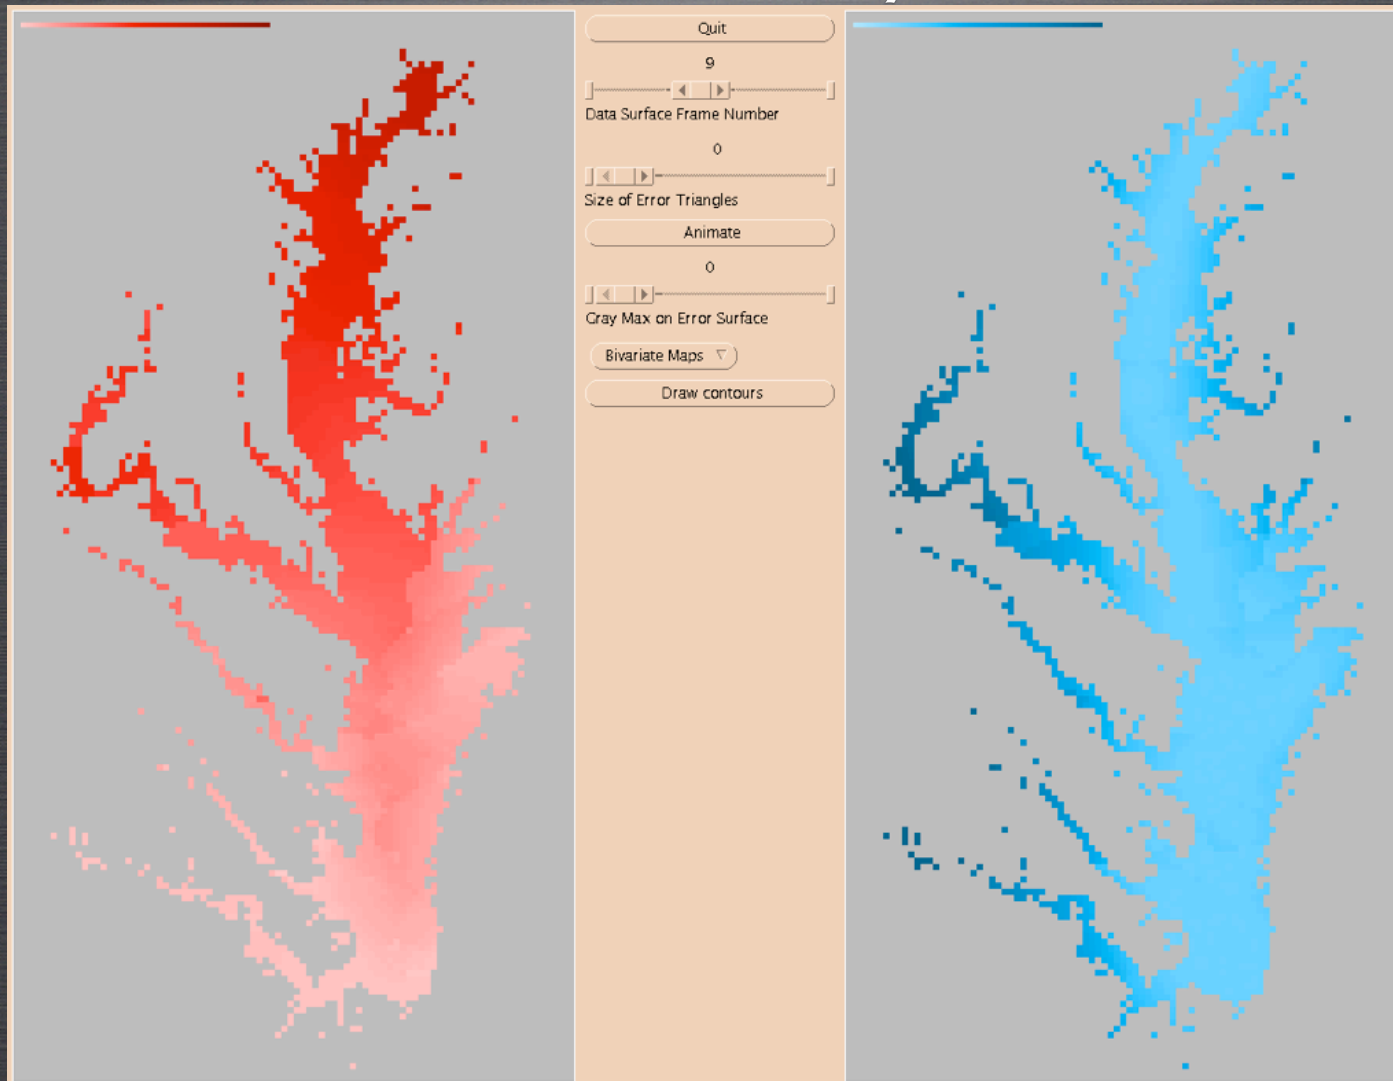 Quit
9
Data Surface Frame Number
0
Size of Error Triangles
Animate
0
Gray Max on Error Surface
Bivariate Maps
Draw contours